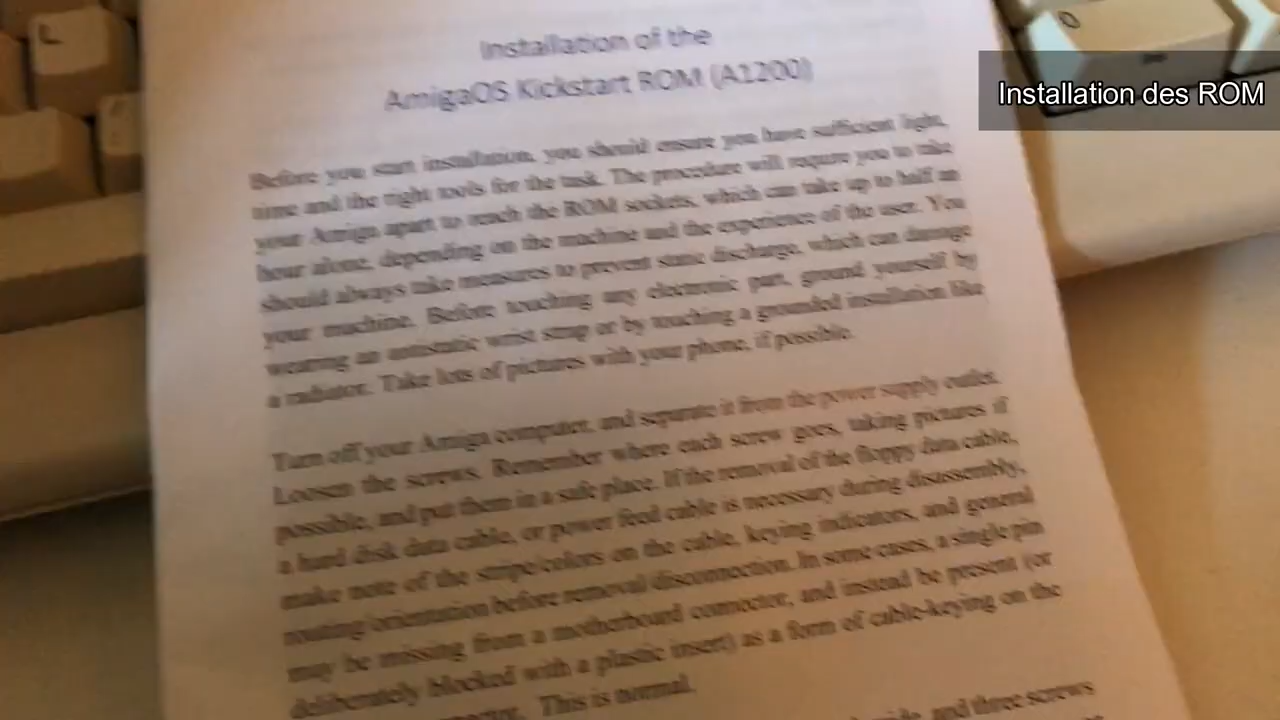 Installation of the
AmigaOS Kickstart ROM (A1200)
Installation des ROM
Before you start installation, you should ensure you have sufficient light,
time and the right tools for the task. The procedure will require you to take
your Amiga apart to reach the ROM sockets, which can take up to half an
hour alone, depending on the machine and the experience of the user. You
should always take measures to prevent static discharge, which can damage
your machine. Before touching any electronic part, ground yourself by
wearing an antistatic wrist strap or by touching a grounded installation like
a radiator. Take lots of pictures with your phone, if possible.
Turn off your Amiga computer, and separate it from the power supply outlet.
Loosen the screws. Remember where each screw goes, taking pictures if
possible, and put them in a safe place. If the removal of the floppy data cable,
a hard disk data cable, or power feed cable is necessary during disassembly,
make note of the stripe/colors on the cable, keying indicators, and general
routing/orientation before removal/disconnection. In some cases, a single pin
may be missing from a motherboard connector, and instead be present (or
deliberately blocked with a plastic insert) as a form of cable-keying on the
This is normal.
and three screws
L